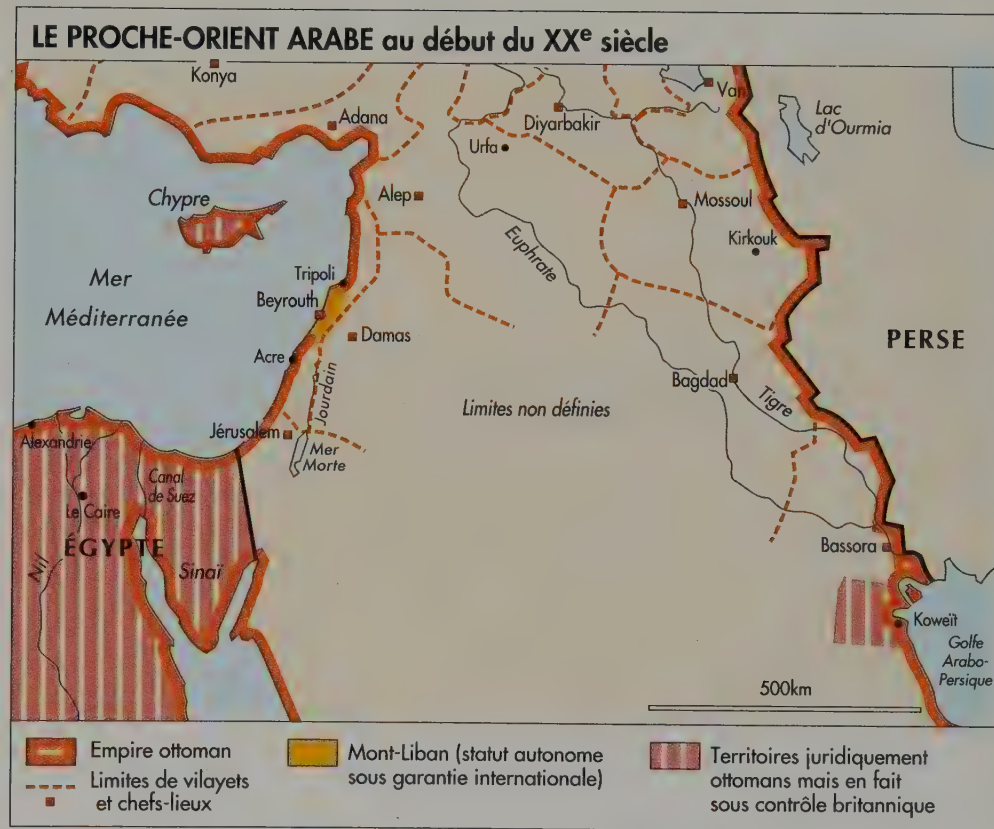 LE PROCHE-ORIENT ARABE au début du XXe siècle
Konya
Adana
Van
Lac
d'Ourmia
Diyarbakir
Urfa
Chypre
Alep
Mossoul
Kirkouk
Euphrate
Mer
Méditerranée
Tripoli
Beyrouth
Damas
PERSE
Acre
Jourdain
Bagdad
Tigre
Limites non définies
Jérusalem
Mer
Morte
Alexandrie
Canal
de Suez
Le Caire
ÉGYPTE
Sinaï
Nil
Bassora
Koweït
Golfe
Arabo-
Persique
500km
Empire ottoman
Limites de vilayets
et chefs-lieux
Mont-Liban (statut autonome
sous garantie internationale)
Territoires juridiquement
ottomans mais en fait
sous contrôle britannique